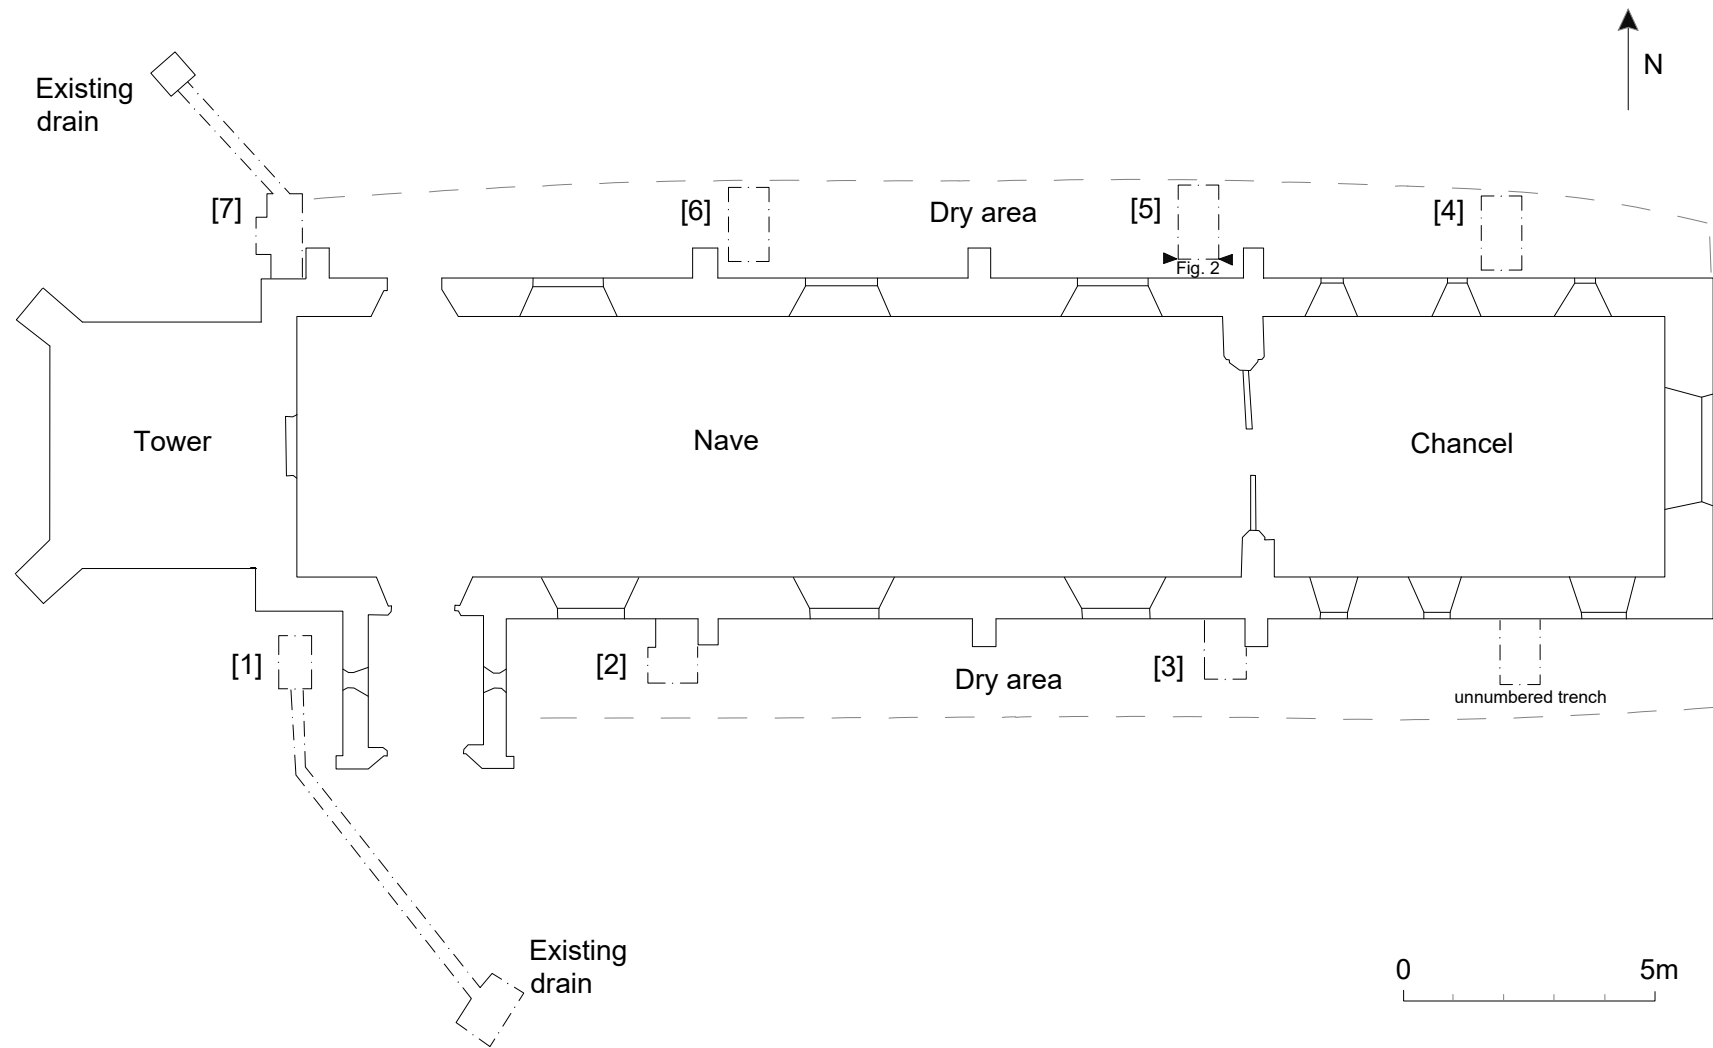 N
Existing
drain
[7]
[6]
Dry area
[5]
[4]
Fig. 2
Tower
Nave
Chancel
[1]
[2]
Dry area
[3]
unnumbered trench
Existing
drain
0 5m